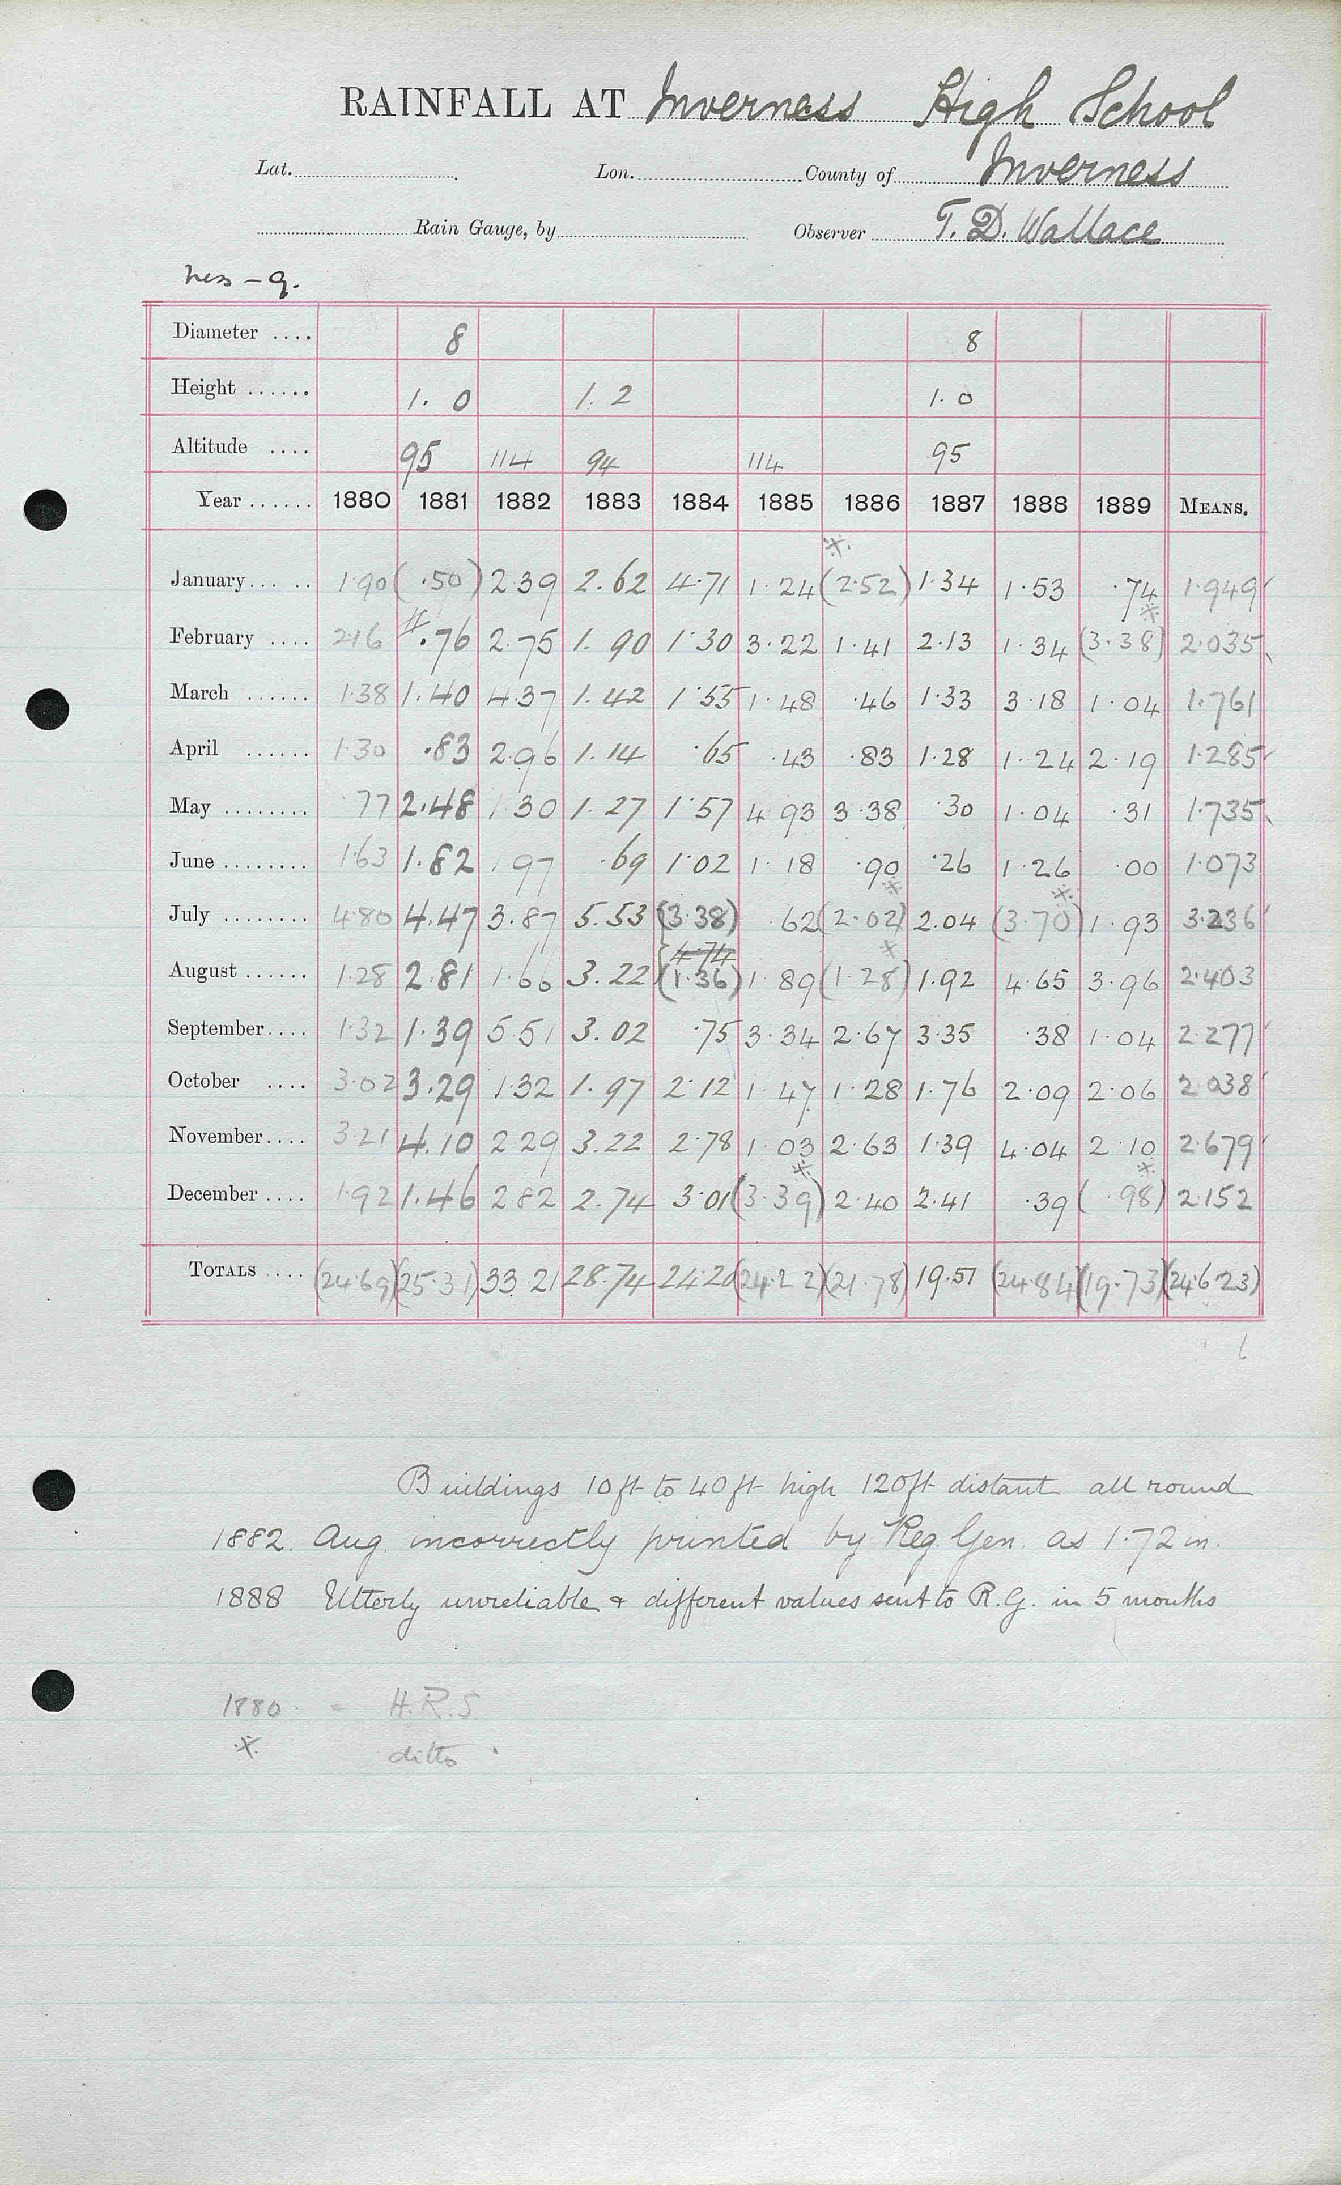 RAINFALL AT Inverness High School
Lat. Lon. County of Inverness
Rain Gauge, by Observer T. D. Wallace
Ness - g.
Diameter .... 8 8
Height ...... 1. 0 1. 2 1. 0
Altitude .... 95 114 94 114 95
Year ...... 1880 1881 1882 1883 1884 1885 1886 1887 1888 1889 MEANS.
January ... .. 1.90 ( .50) 2.39 2.62 4.71 1.24 (2.52) 1.34 1.53 .74 1.949
February .... 2.16 .76 2.75 1.90 1.30 3.22 1.41 2.13 1.34 (3.38) 2.035
March ...... 1.38 1.40 4.37 1.42 1.55 1.48 .46 1.33 3.18 1.04 1.761
April ...... 1.30 .83 2.96 1.14 .65 .43 .83 1.28 1.24 2.19 1.285
May ........ .77 2.48 1.30 1.27 1.57 4.93 3.38 .30 1.04 .31 1.735
June ........ 1.63 1.82 1.97 .69 1.02 1.18 .90 .26 1.26 .00 1.073
July ........ 4.80 4.47 3.87 5.53 (3.38) .62 (2.02) 2.04 (3.70) 1.93 3.236
4.74
August ...... 1.28 2.81 1.66 3.22 (1.36) 1.89 (1.28) 1.92 4.65 3.96 2.403
September .... 1.32 1.39 5.51 3.02 .75 3.34 2.67 3.35 .38 1.04 2.277
October .... 3.02 3.29 1.32 1.97 2.12 1.47 1.28 1.76 2.09 2.06 2.038
November .... 3.21 4.10 2.29 3.22 2.78 1.03 2.63 1.39 4.04 2.10 2.679
December .... 1.92 1.46 2.82 2.74 3.01 (3.39) 2.40 2.41 .39 ( .98) 2.152
TOTALS .... (24.69) (25.31) 33.21 28.74 24.20 (24.22) (21.78) 19.51 (24.84) (19.73) (24.623)
Buildings 10ft to 40ft high 120ft distant all round
1882. Aug. incorrectly printed by Reg. Gen. as 1.72 in.
1888 Utterly unreliable & different values sent to R.G. in 5 months
1880 = H.R.S.
※ ditto